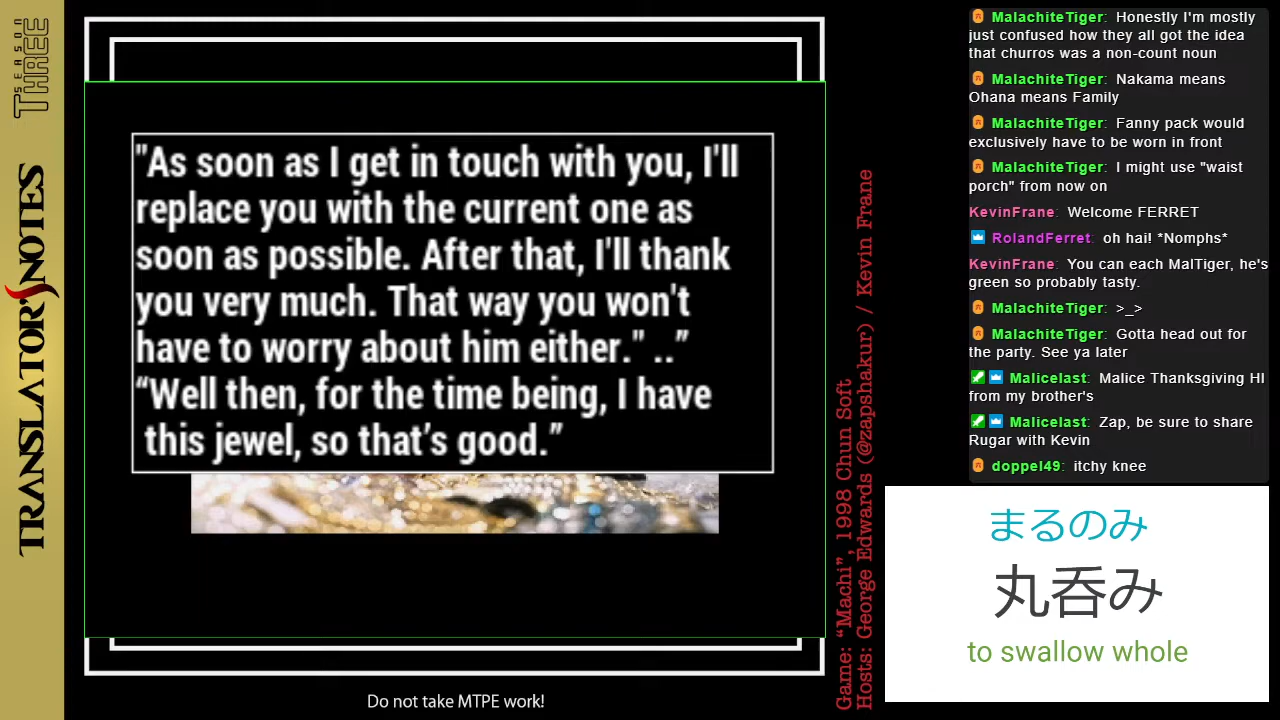 SEASON
THREE
TRANSLATOR'S NOTES
"As soon as I get in touch with you, I'll
replace you with the current one as
soon as possible. After that, I'll thank
you very much. That way you won't
have to worry about him either." ..”
“Well then, for the time being, I have
is jewel, so that's good.”
Do not take MTPE work!
Game: “Machi”, 1998 Chun Soft
Hosts: George Edwards (@zapshakur) / Kevin Frane
MalachiteTiger: Honestly I'm mostly
just confused how they all got the idea
that churros was a non-count noun
MalachiteTiger: Nakama means
Ohana means Family
MalachiteTiger: Fanny pack would
exclusively have to be worn in front
MalachiteTiger: I might use "waist
porch" from now on
KevinFrane: Welcome FERRET
RolandFerret: oh hai! *Nomphs*
KevinFrane: You can each MalTiger, he's
green so probably tasty.
MalachiteTiger: >_>
MalachiteTiger: Gotta head out for
the party. See ya later
Malicelast: Maple Thanksgiving HI
from my brother's
Malicelast: Zap, be sure to share
Rugar with Kevin
doppel49: itchy knee
まるのみ
丸呑み
to swallow whole